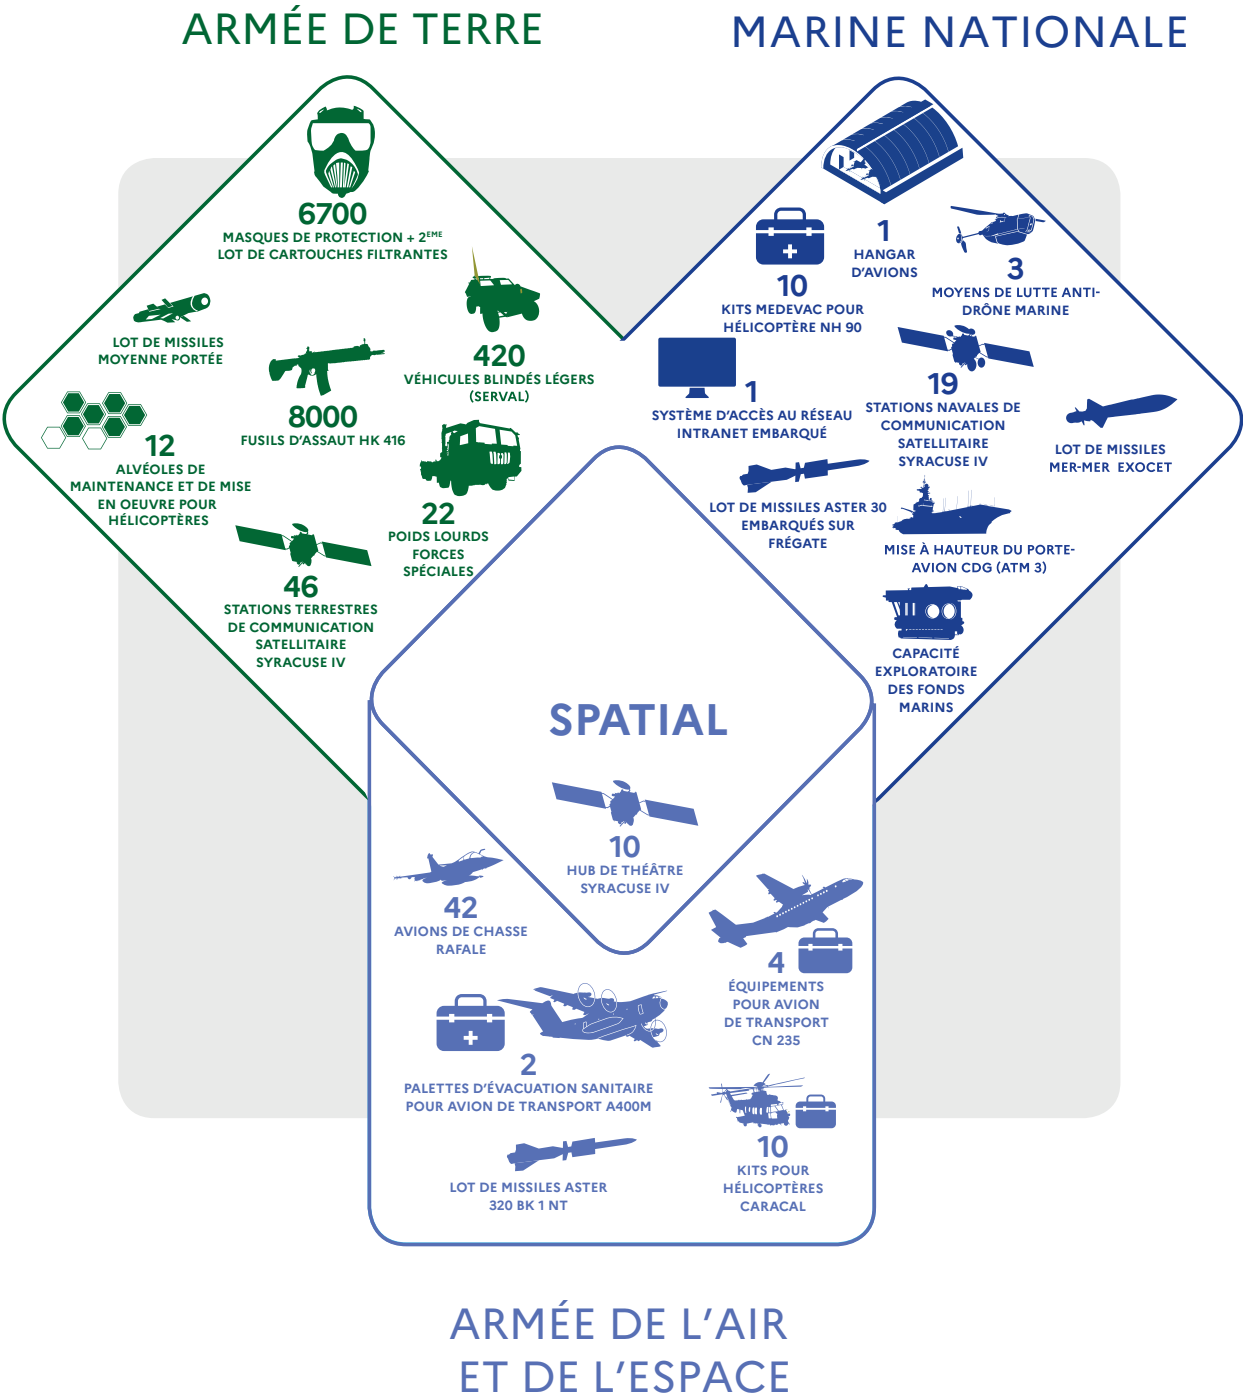 ARMÉE DE TERRE
6700
MASQUES DE PROTECTION + 2EME
LOT DE CARTOUCHES FILTRANTES
LOT DE MISSILES
MOYENNE PORTÉE
420
VÉHICULES BLINDÉS LÉGERS
(SERVAL)
8000
FUSILS D'ASSAUT HK 416
12
ALVÉOLES DE
MAINTENANCE ET DE MISE
EN OEUVRE POUR
HÉLICOPTÈRES
22
POIDS LOURDS
FORCES
SPÉCIALES
46
STATIONS TERRESTRES
DE COMMUNICATION
SATELLITAIRE
SYRACUSE IV
MARINE NATIONALE
1
HANGAR
D'AVIONS
10
KITS MEDEVAC POUR
HÉLICOPTÈRE NH 90
3
MOYENS DE LUTTE ANTI-
DRÔNE MARINE
1
SYSTÈME D'ACCÈS AU RÉSEAU
INTRANET EMBARQUÉ
19
STATIONS NAVALES DE
COMMUNICATION
SATELLITAIRE
SYRACUSE IV
LOT DE MISSILES
MER-MER EXOCET
LOT DE MISSILES ASTER 30
EMBARQUÉS SUR
FRÉGATE
MISE À HAUTEUR DU PORTE-
AVION CDG (ATM 3)
CAPACITÉ
EXPLORATOIRE
DES FONDS
MARINS
SPATIAL
10
HUB DE THÉÂTRE
SYRACUSE IV
42
AVIONS DE CHASSE
RAFALE
4
ÉQUIPEMENTS
POUR AVION
DE TRANSPORT
CN 235
2
PALETTES D'ÉVACUATION SANITAIRE
POUR AVION DE TRANSPORT A400M
10
KITS POUR
HÉLICOPTÈRES
CARACAL
LOT DE MISSILES ASTER
320 BK 1 NT
ARMÉE DE L'AIR
ET DE L'ESPACE